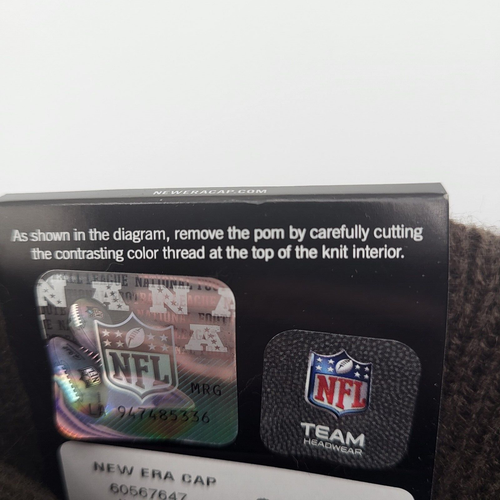 NEWERACAP.COM
As shown in the diagram, remove the pom by carefully cutting
the contrasting color thread at the top of the knit interior.
NFL
MRG
947485336
NFL
TEAM
HEADWEAR
NEW ERA CAP
60567647